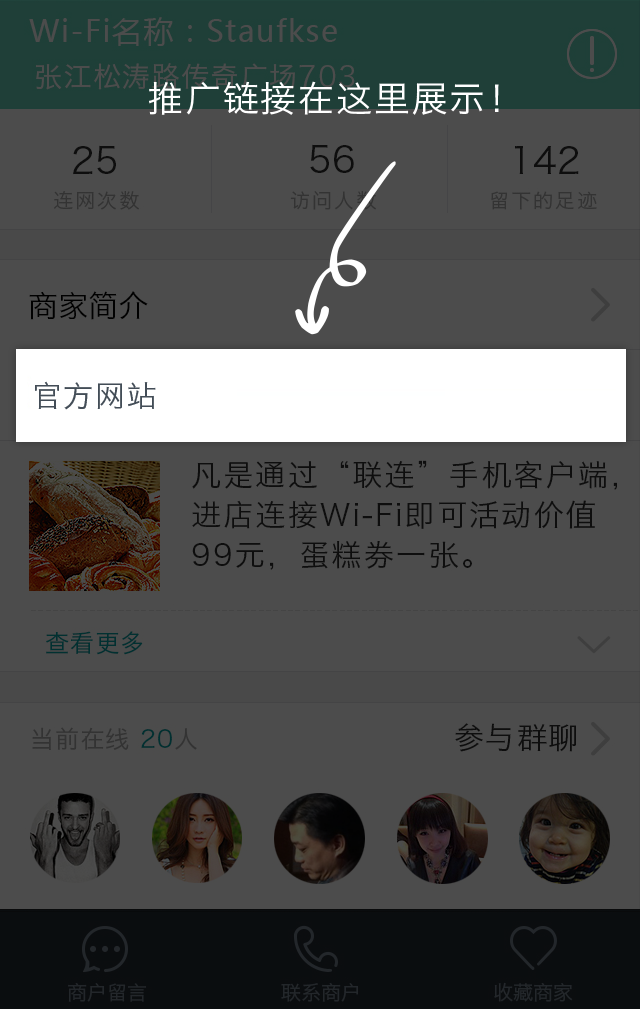 Wi-Fi名称：Staufkse
张江松涛路传奇广场703
推广链接在这里展示！
25
56
142
连网次数
访问人数
留下的足迹
商家简介
官方网站
凡是通过“联连”手机客户端，
进店连接Wi-Fi即可活动价值
99元，蛋糕券一张。
查看更多
当前在线 20人
参与群聊
商户留言
联系商户
收藏商家